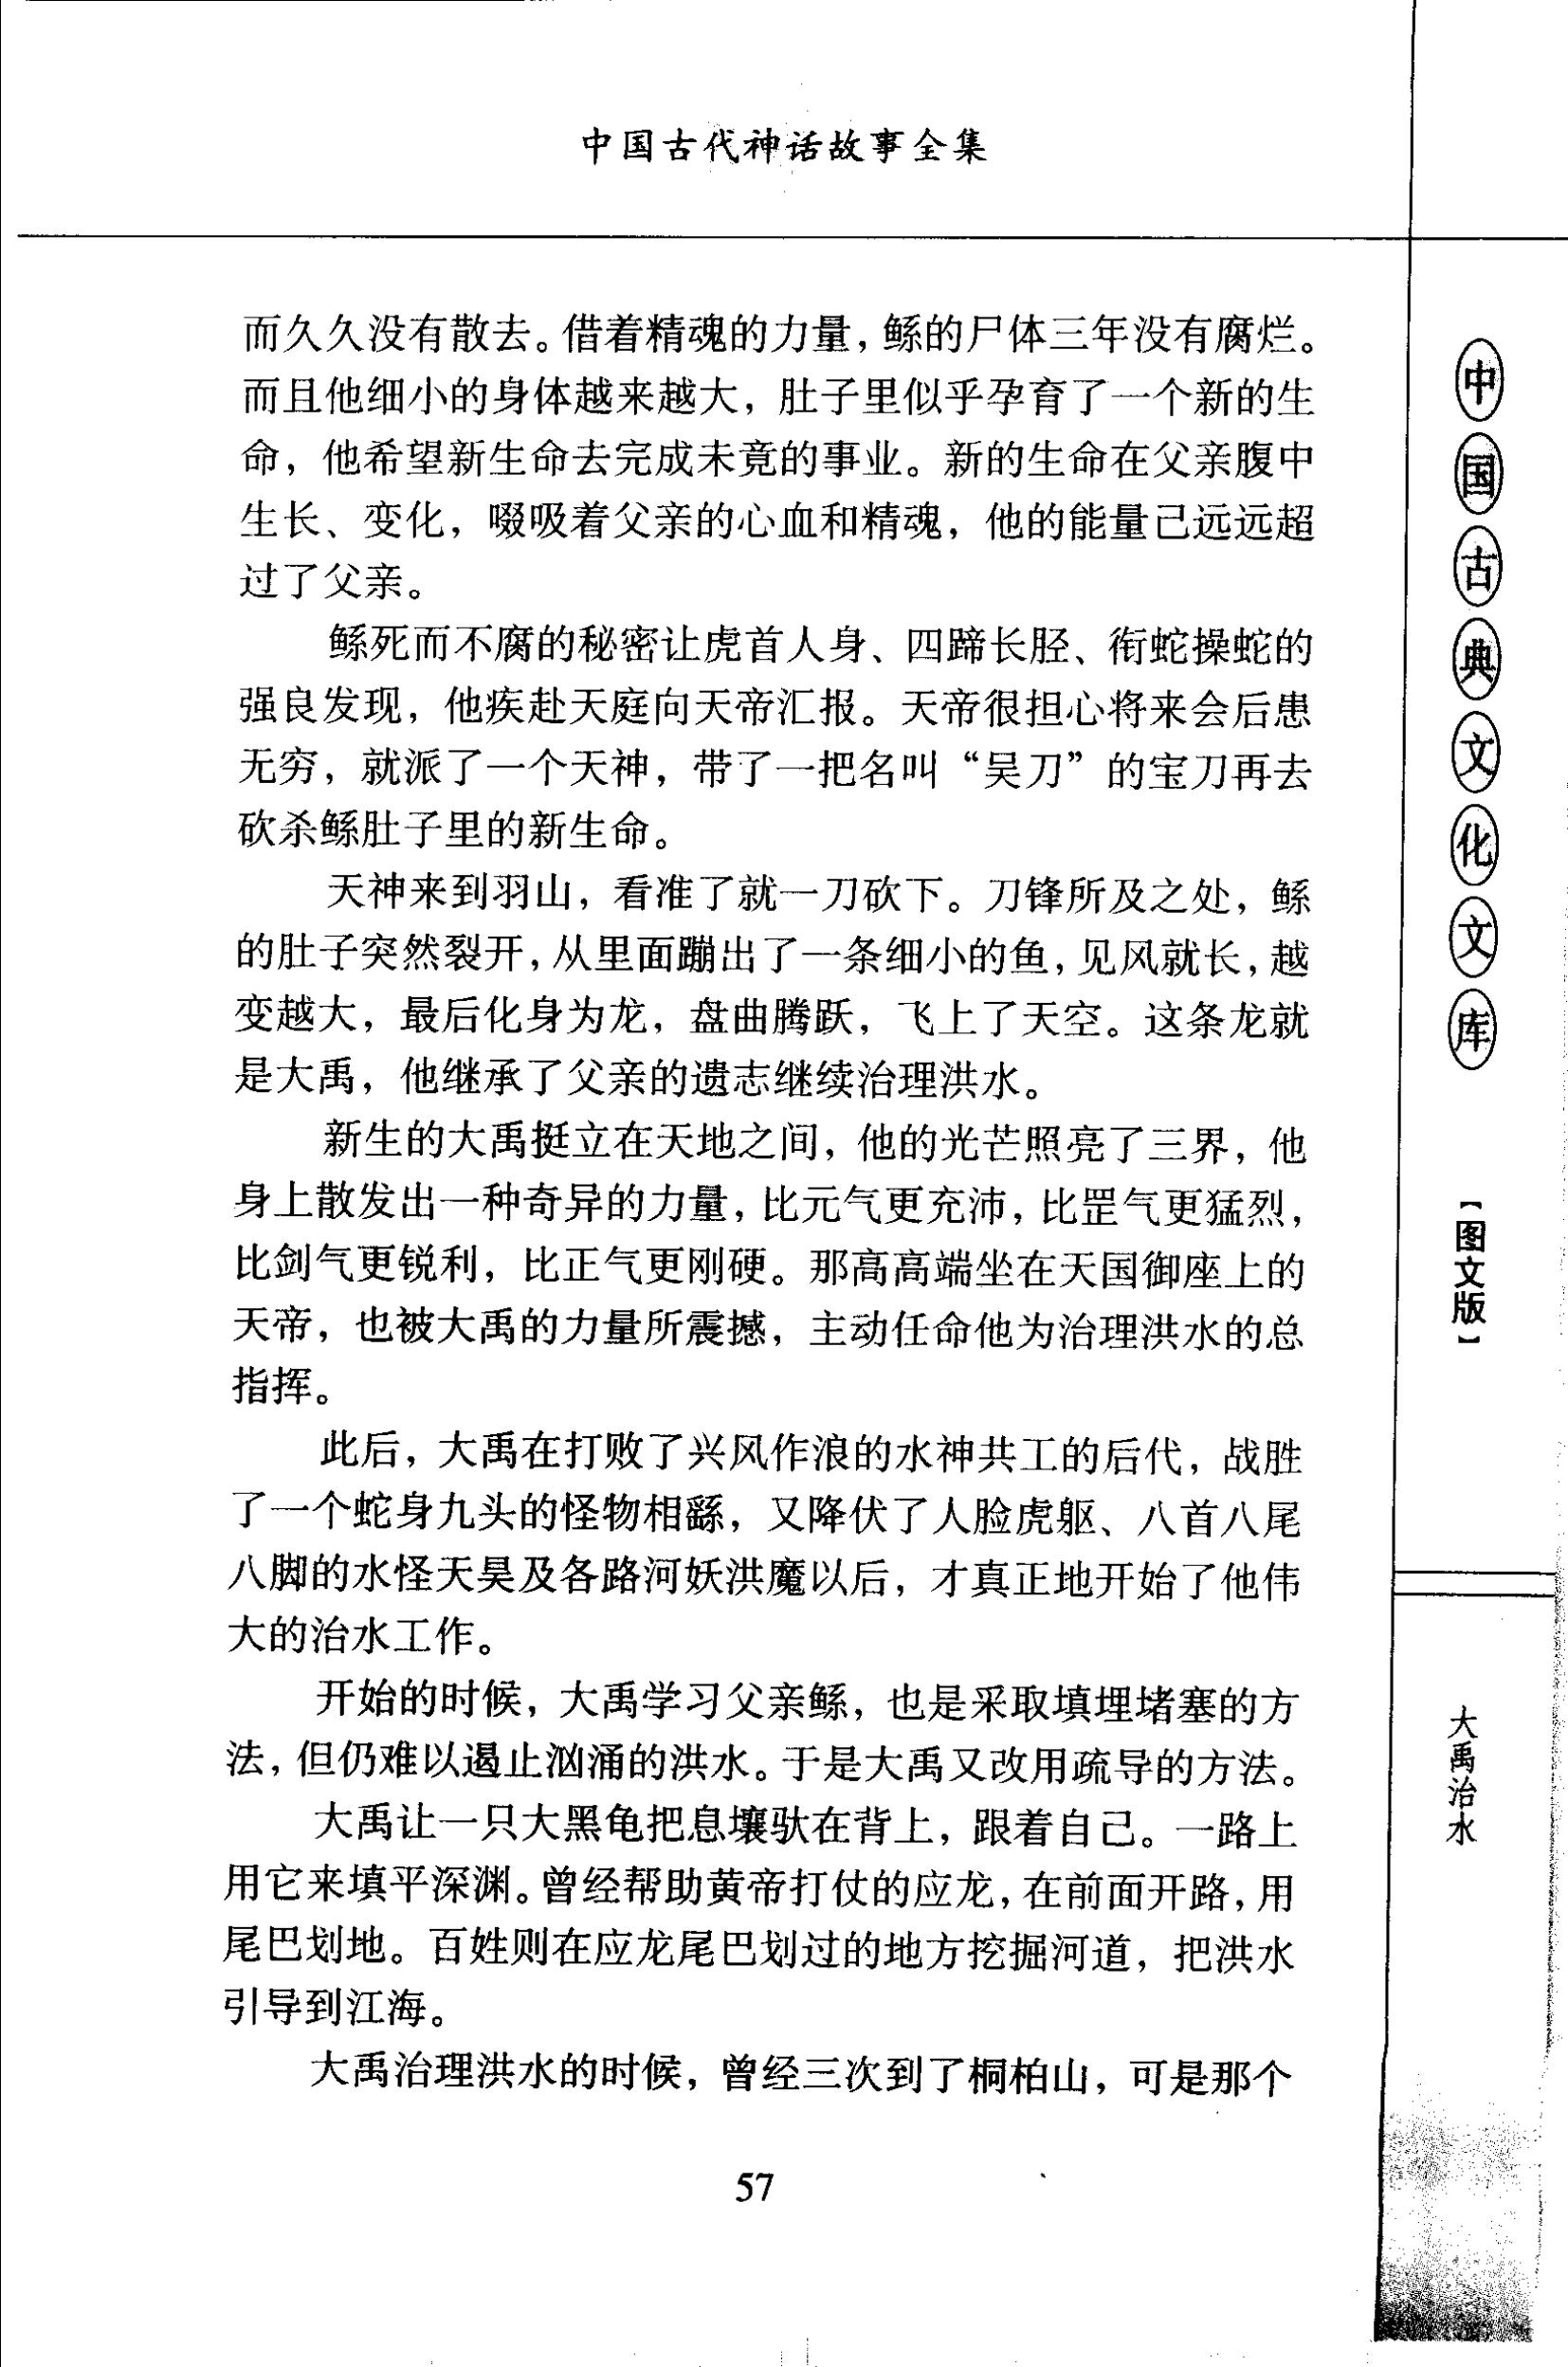 中国古代神话故事全集
而久久没有散去。借着精魂的力量，鲧的尸体三年没有腐烂。
而且他细小的身体越来越大，肚子里似乎孕育了一个新的生
命，他希望新生命去完成未竟的事业。新的生命在父亲腹中
生长、变化，啜吸着父亲的心血和精魂，他的能量已远远超
过了父亲。
鲧死而不腐的秘密让虎首人身、四蹄长胫、衔蛇操蛇的
强良发现，他疾赴天庭向天帝汇报。天帝很担心将来会后患
无穷，就派了一个天神，带了一把名叫“吴刀”的宝刀再去
砍杀鲧肚子里的新生命。
天神来到羽山，看准了就一刀砍下。刀锋所及之处，鲧
的肚子突然裂开，从里面蹦出了一条细小的鱼，见风就长，越
变越大，最后化身为龙，盘曲腾跃，飞上了天空。这条龙就
是大禹，他继承了父亲的遗志继续治理洪水。
新生的大禹挺立在天地之间，他的光芒照亮了三界，他
身上散发出一种奇异的力量，比元气更充沛，比罡气更猛烈，
比剑气更锐利，比正气更刚硬。那高高端坐在天国御座上的
天帝，也被大禹的力量所震撼，主动任命他为治理洪水的总
指挥。
此后，大禹在打败了兴风作浪的水神共工的后代，战胜
了一个蛇身九头的怪物相繇，又降伏了人脸虎躯、八首八尾
八脚的水怪天昊及各路河妖洪魔以后，才真正地开始了他伟
大的治水工作。
开始的时候，大禹学习父亲鲧，也是采取填埋堵塞的方
法，但仍难以遏止汹涌的洪水。于是大禹又改用疏导的方法。
大禹让一只大黑龟把息壤驮在背上，跟着自己。一路上
用它来填平深渊。曾经帮助黄帝打仗的应龙，在前面开路，用
尾巴划地。百姓则在应龙尾巴划过的地方挖掘河道，把洪水
引导到江海。
大禹治理洪水的时候，曾经三次到了桐柏山，可是那个
57
中国古典文化文库
【图文版】
大禹治水